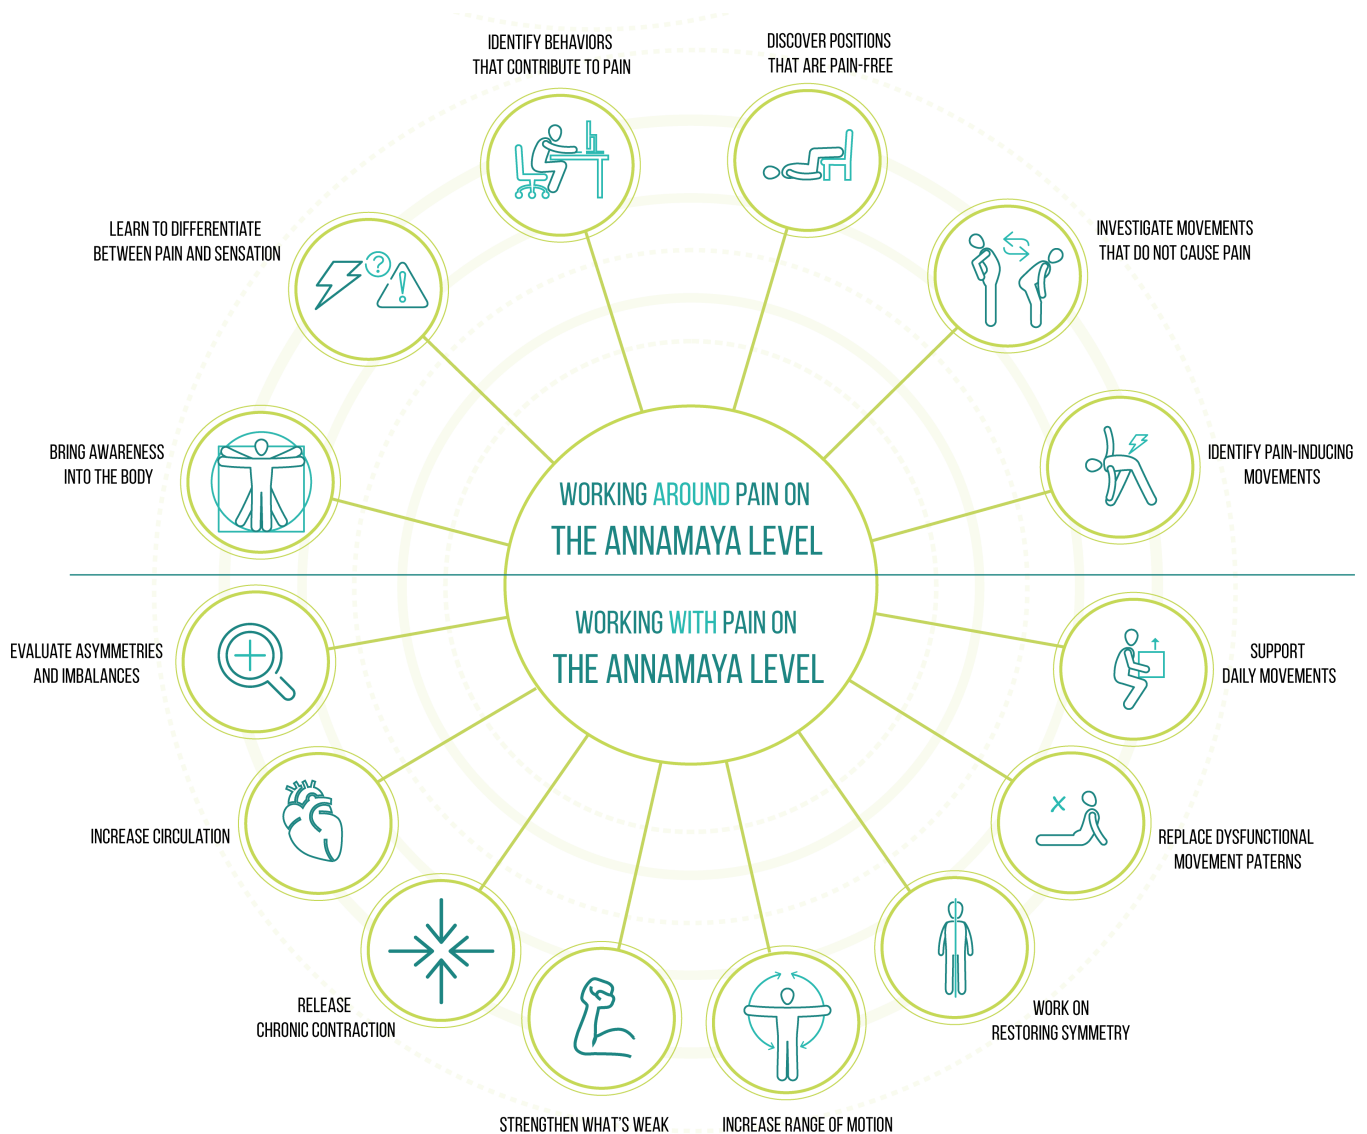 IDENTIFY BEHAVIORS
THAT CONTRIBUTE TO PAIN
DISCOVER POSITIONS
THAT ARE PAIN-FREE
LEARN TO DIFFERENTIATE
BETWEEN PAIN AND SENSATION
?
!
INVESTIGATE MOVEMENTS
THAT DO NOT CAUSE PAIN
BRING AWARENESS
INTO THE BODY
IDENTIFY PAIN-INDUCING
MOVEMENTS
WORKING AROUND PAIN ON
THE ANNAMAYA LEVEL
WORKING WITH PAIN ON
THE ANNAMAYA LEVEL
EVALUATE ASYMMETRIES
AND IMBALANCES
SUPPORT
DAILY MOVEMENTS
INCREASE CIRCULATION
REPLACE DYSFUNCTIONAL
MOVEMENT PATERNS
RELEASE
CHRONIC CONTRACTION
WORK ON
RESTORING SYMMETRY
STRENGTHEN WHAT'S WEAK
INCREASE RANGE OF MOTION